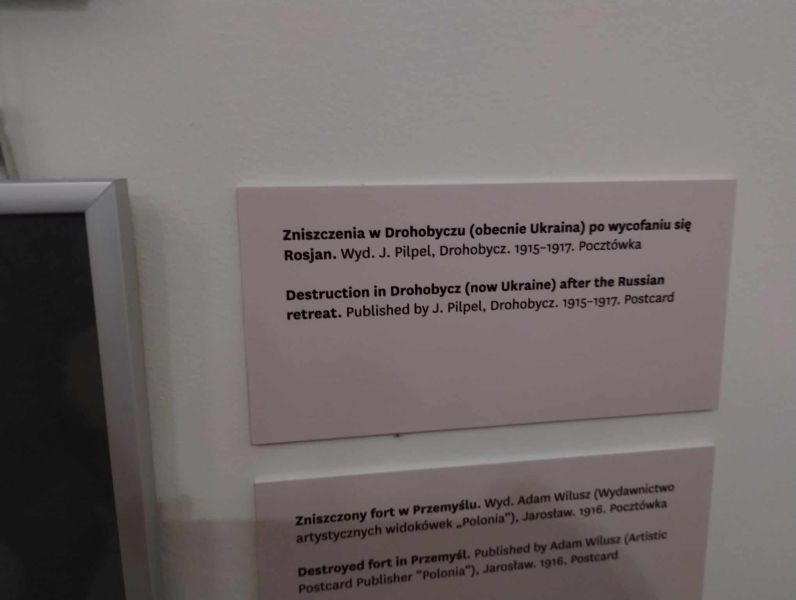 Zniszczenia w Drohobyczu (obecnie Ukraina) po wycofaniu się
Rosjan. Wyd. J. Pilpel, Drohobycz. 1915–1917. Pocztówka
Destruction in Drohobycz (now Ukraine) after the Russian
retreat. Published by J. Pilpel, Drohobycz. 1915–1917. Postcard
Zniszczony fort w Przemyślu. Wyd. Adam Wilusz (Wydawnictwo
artystycznych widokówek „Polonia”), Jarosław. 1916. Pocztówka
Destroyed fort in Przemyśl. Published by Adam Wilusz (Artistic
Postcard Publisher “Polonia”), Jarosław. 1916. Postcard